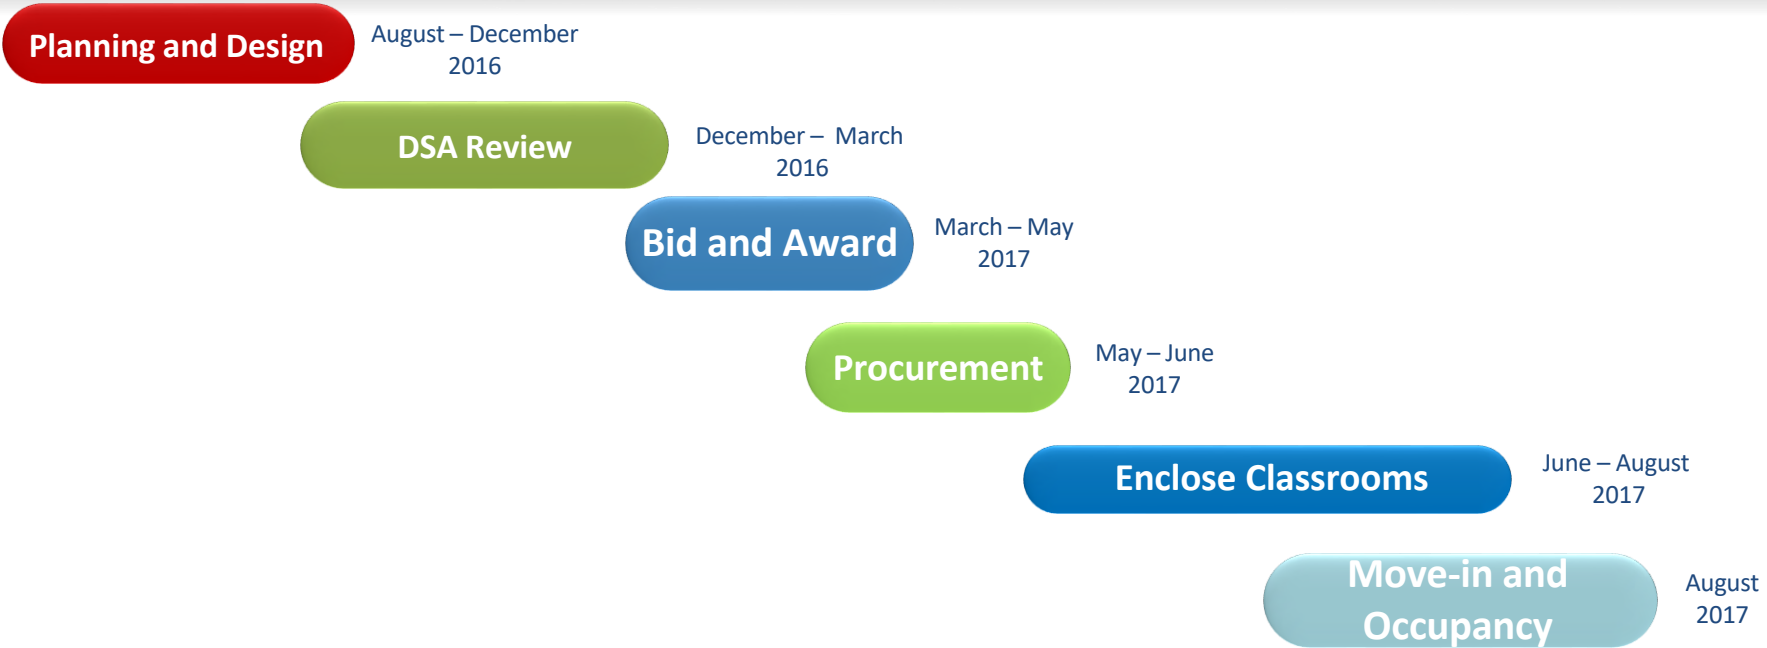 Planning and Design
August – December
2016
DSA Review
December –  March
2016
Bid and Award
March – May
2017
Procurement
May – June
2017
Enclose Classrooms
June – August
2017
Move-in and
Occupancy
August
2017